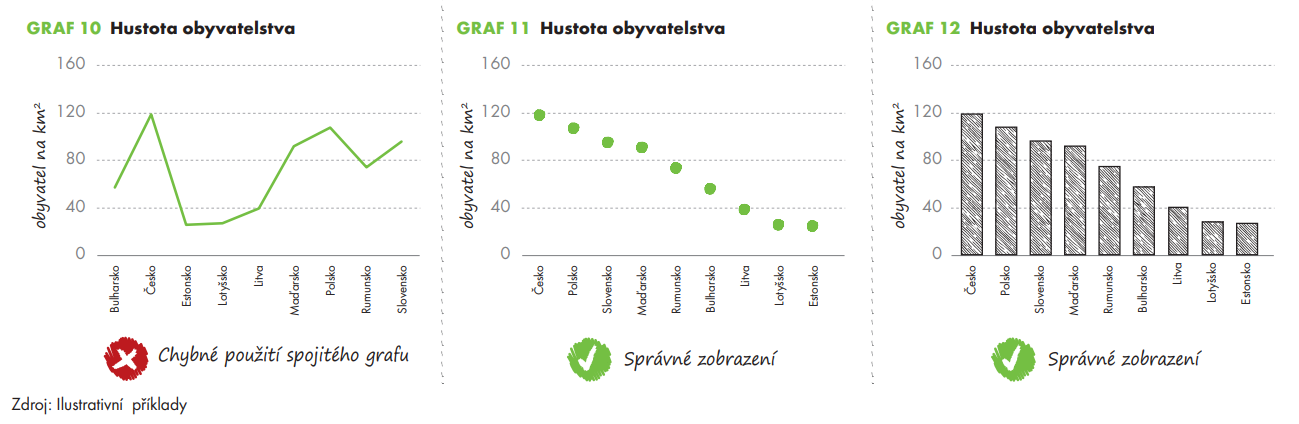 GRAF 10 Hustota obyvatelstva
160
120
80
40
0
obyvatel na km²
Bulharsko
Česko
Estonsko
Lotyšsko
Litva
Maďarsko
Polsko
Rumunsko
Slovensko
Chybné použití spojitého grafu
GRAF 11 Hustota obyvatelstva
160
120
80
40
0
obyvatel na km²
Česko
Polsko
Slovensko
Maďarsko
Rumunsko
Bulharsko
Litva
Lotyšsko
Estonsko
Správné zobrazení
GRAF 12 Hustota obyvatelstva
160
120
80
40
0
obyvatel na km²
Česko
Polsko
Slovensko
Maďarsko
Rumunsko
Bulharsko
Litva
Lotyšsko
Estonsko
Správné zobrazení
Zdroj: Ilustrativní příklady